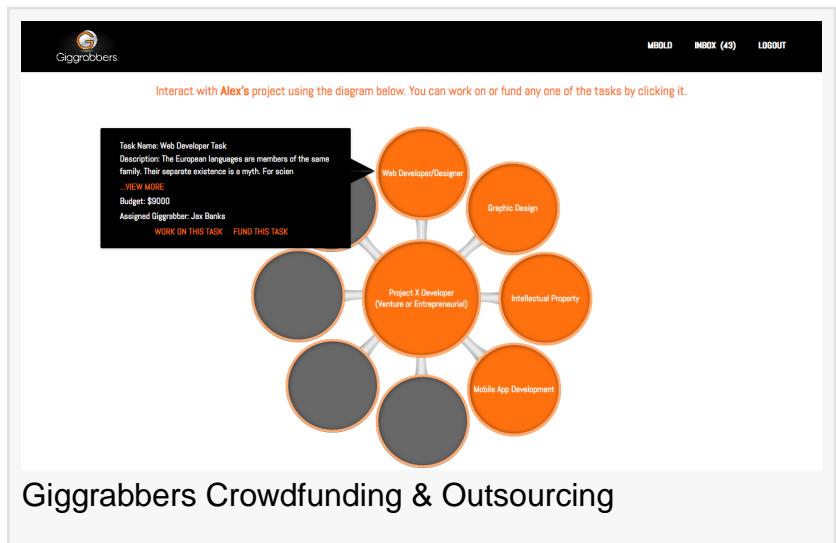 Giggrabbers
MBOLD INBOX (43) LOGOUT
Interact with Alex's project using the diagram below. You can work on or fund any one of the tasks by clicking it.
Task Name: Web Developer Task
Description: The European languages are members of the same
family. Their separate existence is a myth. For scien
...VIEW MORE
Budget: $9000
Assigned Giggrabber: Jax Banks
WORK ON THIS TASK FUND THIS TASK
Web Developer/Designer
Graphic Design
Project X Developer
(Venture or Entrepreneurial)
Intellectual Property
Mobile App Development
Giggrabbers Crowdfunding & Outsourcing